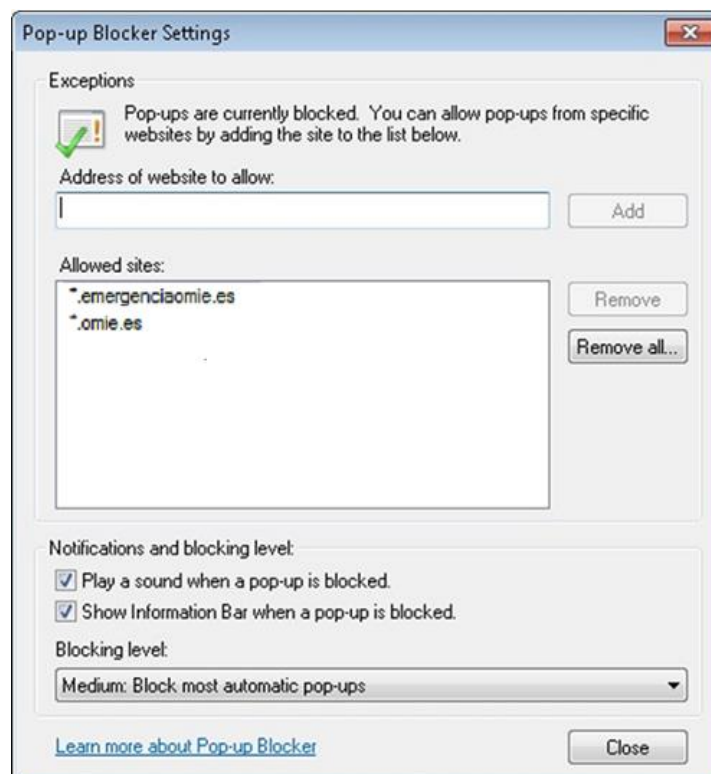 Pop-up Blocker Settings
Exceptions
Pop-ups are currently blocked. You can allow pop-ups from specific
websites by adding the site to the list below.
Address of website to allow:
Add
Allowed sites:
*.emergenciaomie.es
*.omie.es
Remove
Remove all...
Notifications and blocking level:
Play a sound when a pop-up is blocked.
Show Information Bar when a pop-up is blocked.
Blocking level:
Medium: Block most automatic pop-ups
Learn more about Pop-up Blocker
Close